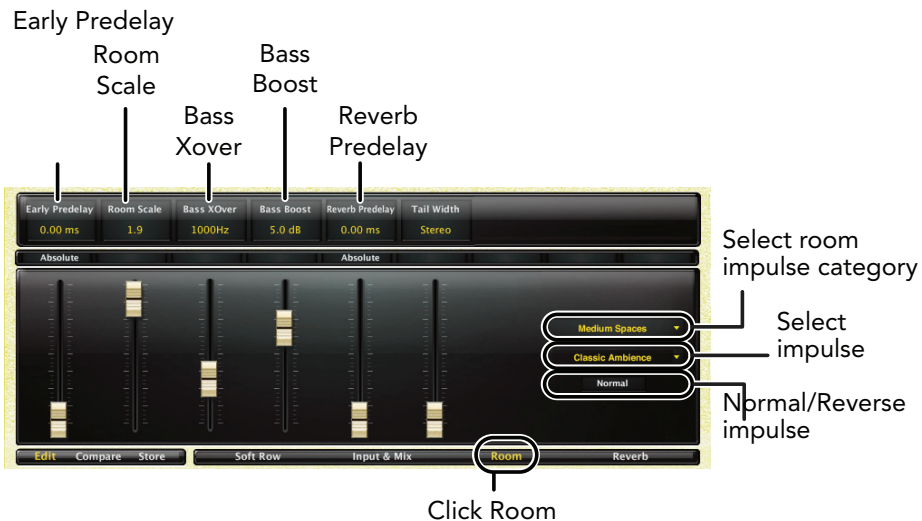 Early Predelay
Room
Scale
Bass
Boost
Bass
Xover
Reverb
Predelay
Early Predelay
Room Scale
Bass XOver
Bass Boost
Reverb Predelay
Tail Width
0.00 ms
1.9
1000Hz
5.0 dB
0.00 ms
Stereo
Absolute
Absolute
Select room
impulse category
Medium Spaces
Select
impulse
Classic Ambience
Normal
Normal/Reverse
impulse
Edit Compare Store
Soft Row
Input & Mix
Room
Reverb
Click Room